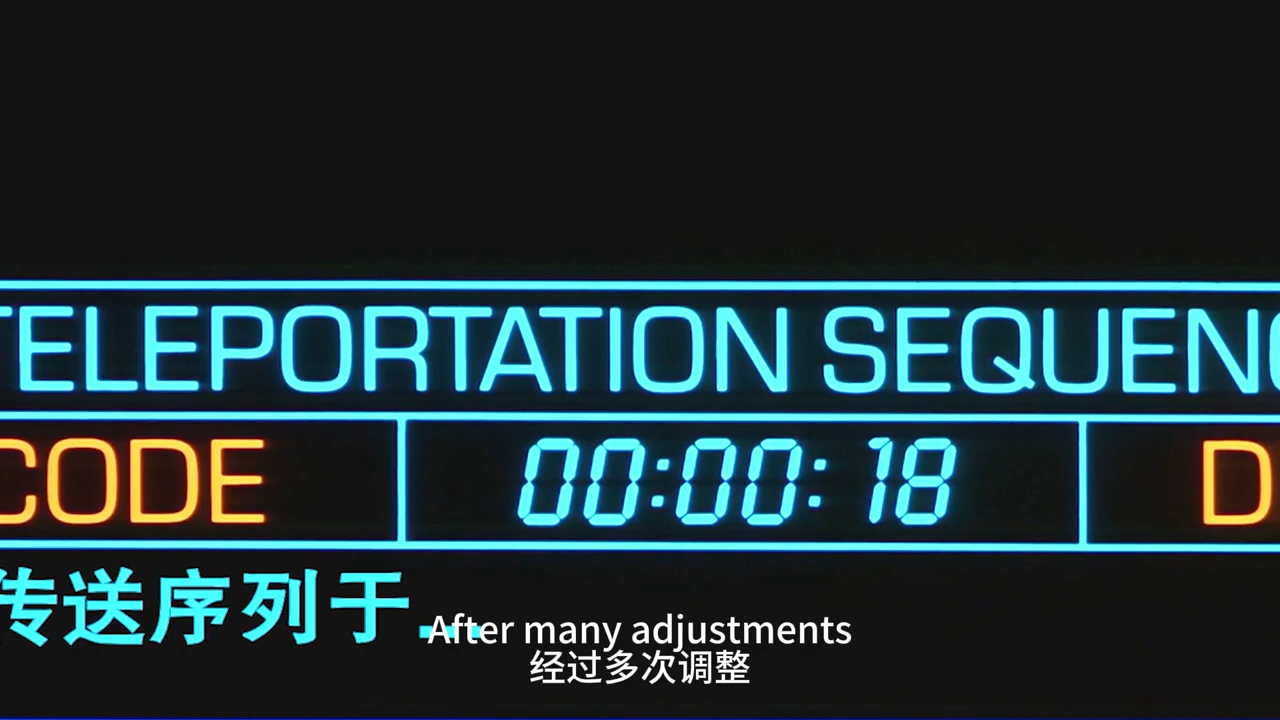 TELEPORTATION SEQUENC
CODE 00:00:18 D
传送序列于...
After many adjustments
经过多次调整